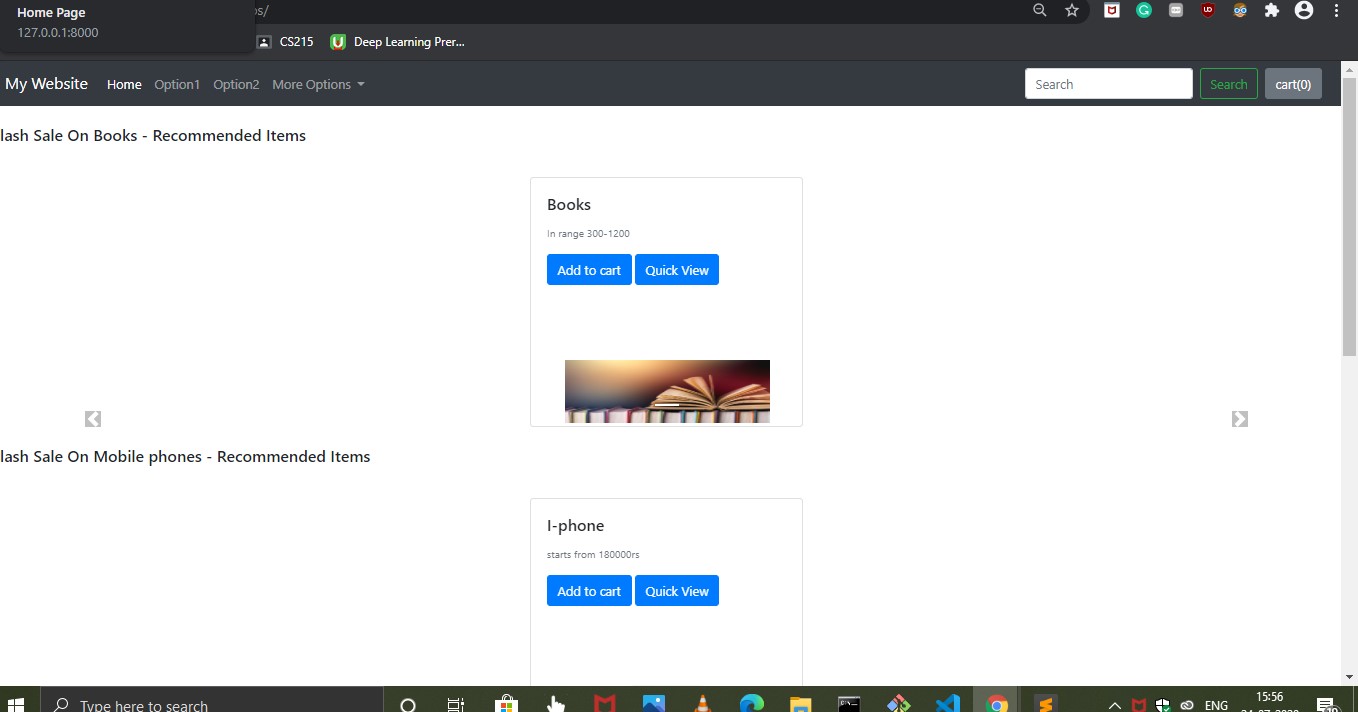 Home Page
127.0.0.1:8000
os/
CS215
Deep Learning Prer...
My Website
Home
Option1
Option2
More Options
Search
Search
cart(0)
lash Sale On Books - Recommended Items
Books
In range 300-1200
Add to cart
Quick View
lash Sale On Mobile phones - Recommended Items
I-phone
starts from 180000rs
Add to cart
Quick View
Type here to search
ENG
15:56